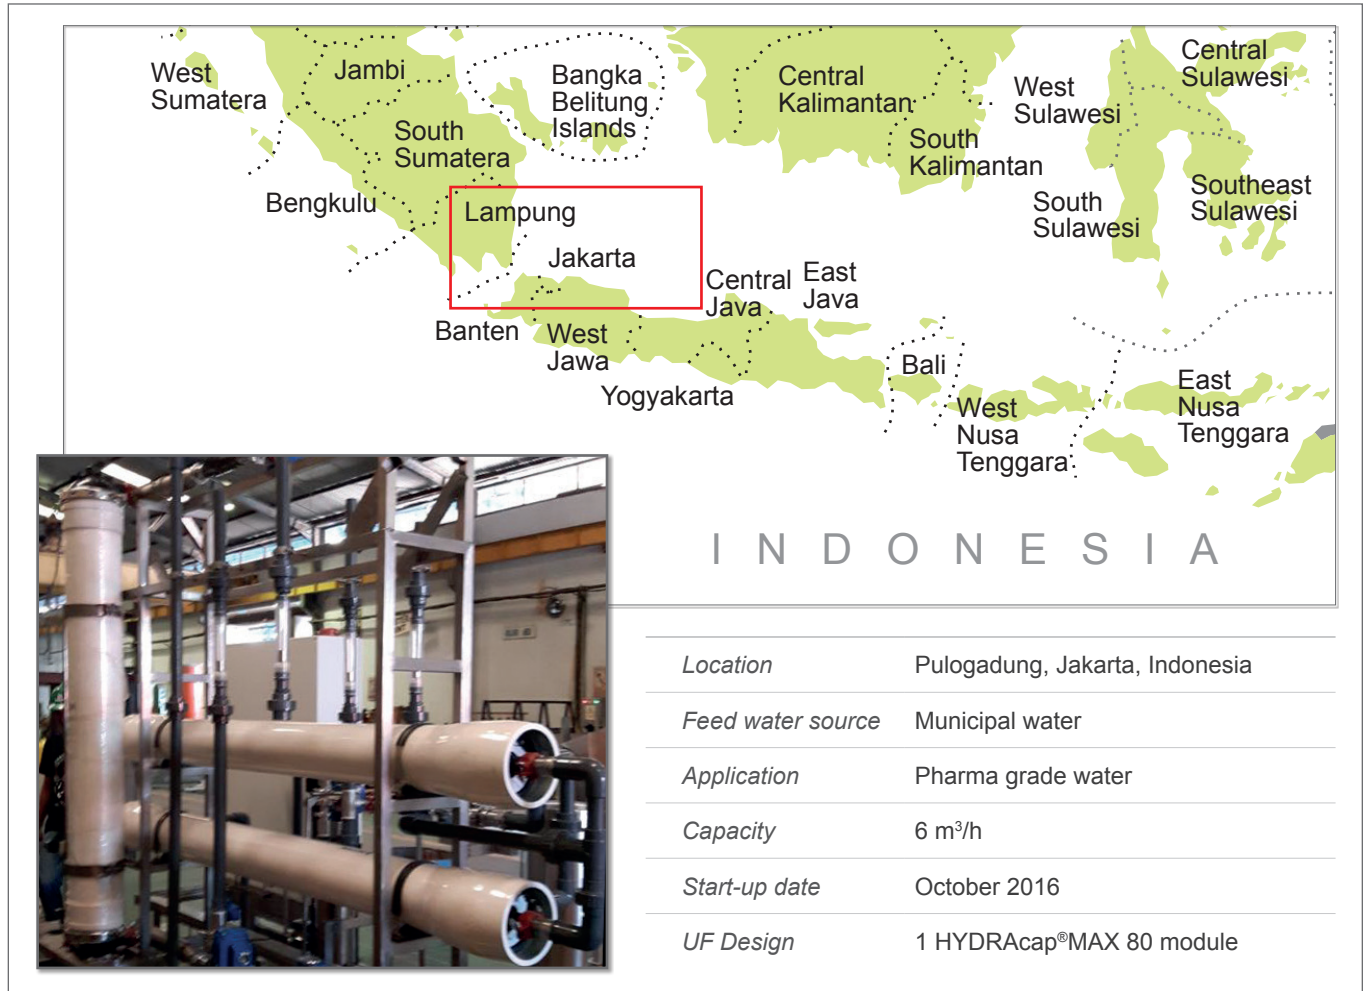 West
Sumatera
Jambi
Bangka
Belitung
Islands
Central
Kalimantan
West
Sulawesi
Central
Sulawesi
South
Sumatera
South
Kalimantan
Bengkulu
Lampung
South
Sulawesi
Southeast
Sulawesi
Jakarta
Central
Java
East
Java
Banten
West
Jawa
Yogyakarta
Bali
West
Nusa
Tenggara
East
Nusa
Tenggara
INDONESIA
Location Pulogadung, Jakarta, Indonesia
Feed water source Municipal water
Application Pharma grade water
Capacity 6 m³/h
Start-up date October 2016
UF Design 1 HYDRAcap®MAX 80 module